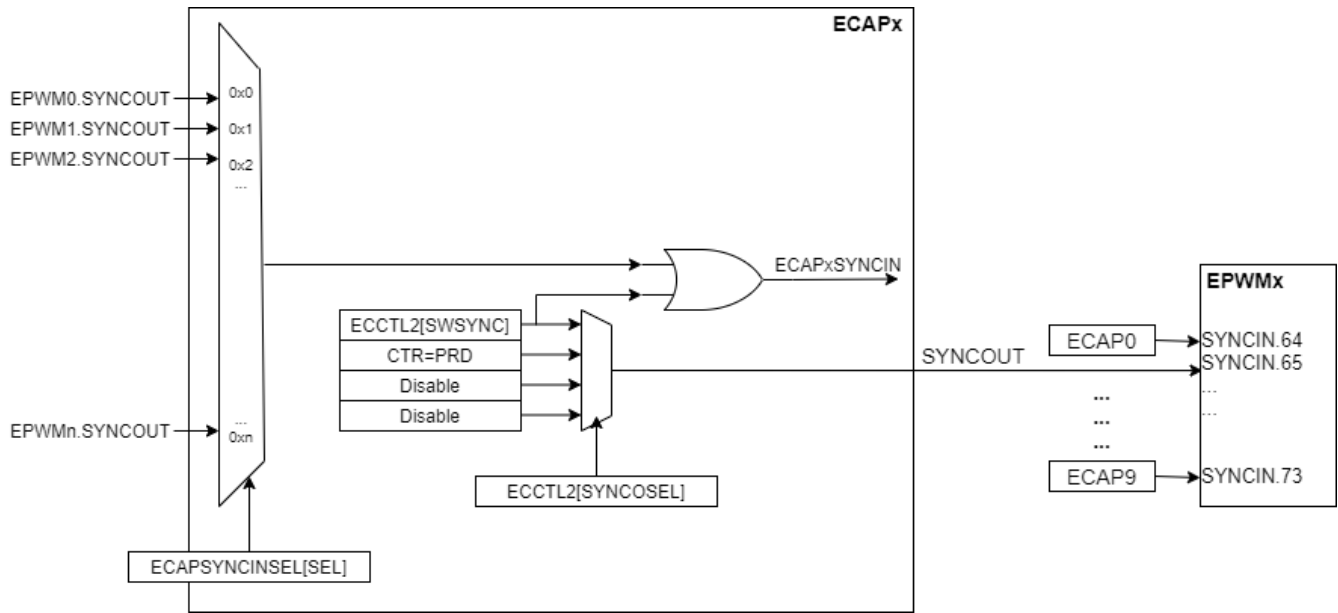 ECAPx
EPWM0.SYNCOUT
0x0
EPWM1.SYNCOUT
0x1
EPWM2.SYNCOUT
0x2
...
ECAPxSYNCIN
EPWMx
ECCTL2[SWSYNC]
CTR=PRD
Disable
Disable
SYNCOUT
ECAP0
SYNCIN.64
SYNCIN.65
...
...
...
...
...
EPWMn.SYNCOUT
...
0xn
ECCTL2[SYNCOSEL]
ECAP9
SYNCIN.73
ECAPSYNCINSEL[SEL]